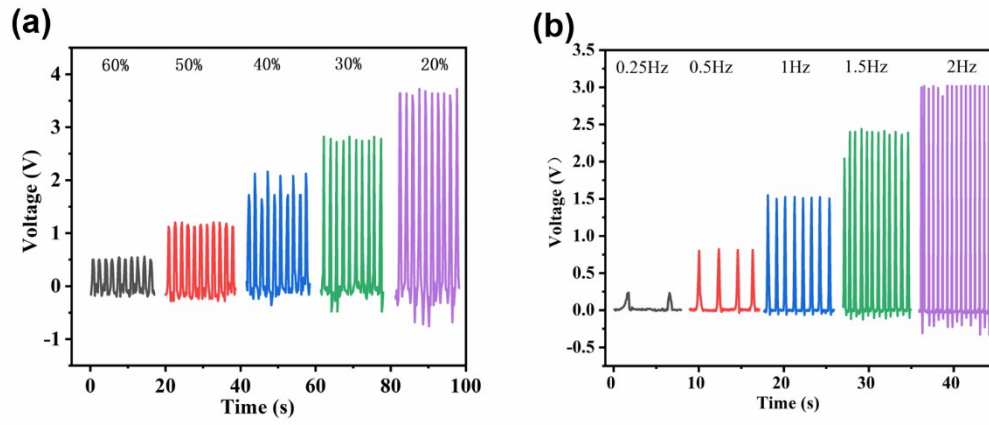 (a)
60% 50% 40% 30% 20%
4
3
2
1
0
-1
Voltage (V)
0 20 40 60 80 100
Time (s)
(b)
0.25Hz 0.5Hz 1Hz 1.5Hz 2Hz
3.5
3.0
2.5
2.0
1.5
1.0
0.5
0.0
-0.5
Voltage (V）
0 10 20 30 40
Time (s)